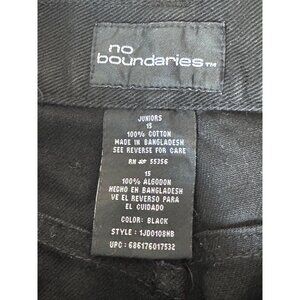 no
boundaries™
JUNIORS
15
100% COTTON
MADE IN BANGLADESH
SEE REVERSE FOR CARE
RN# 55356
15
100% ALGODON
HECHO EN BANGLADESH
VE EL REVERSO PARA
EL CUIDADO
COLOR: BLACK
STYLE: 1JD0108NB
UPC: 686176017532